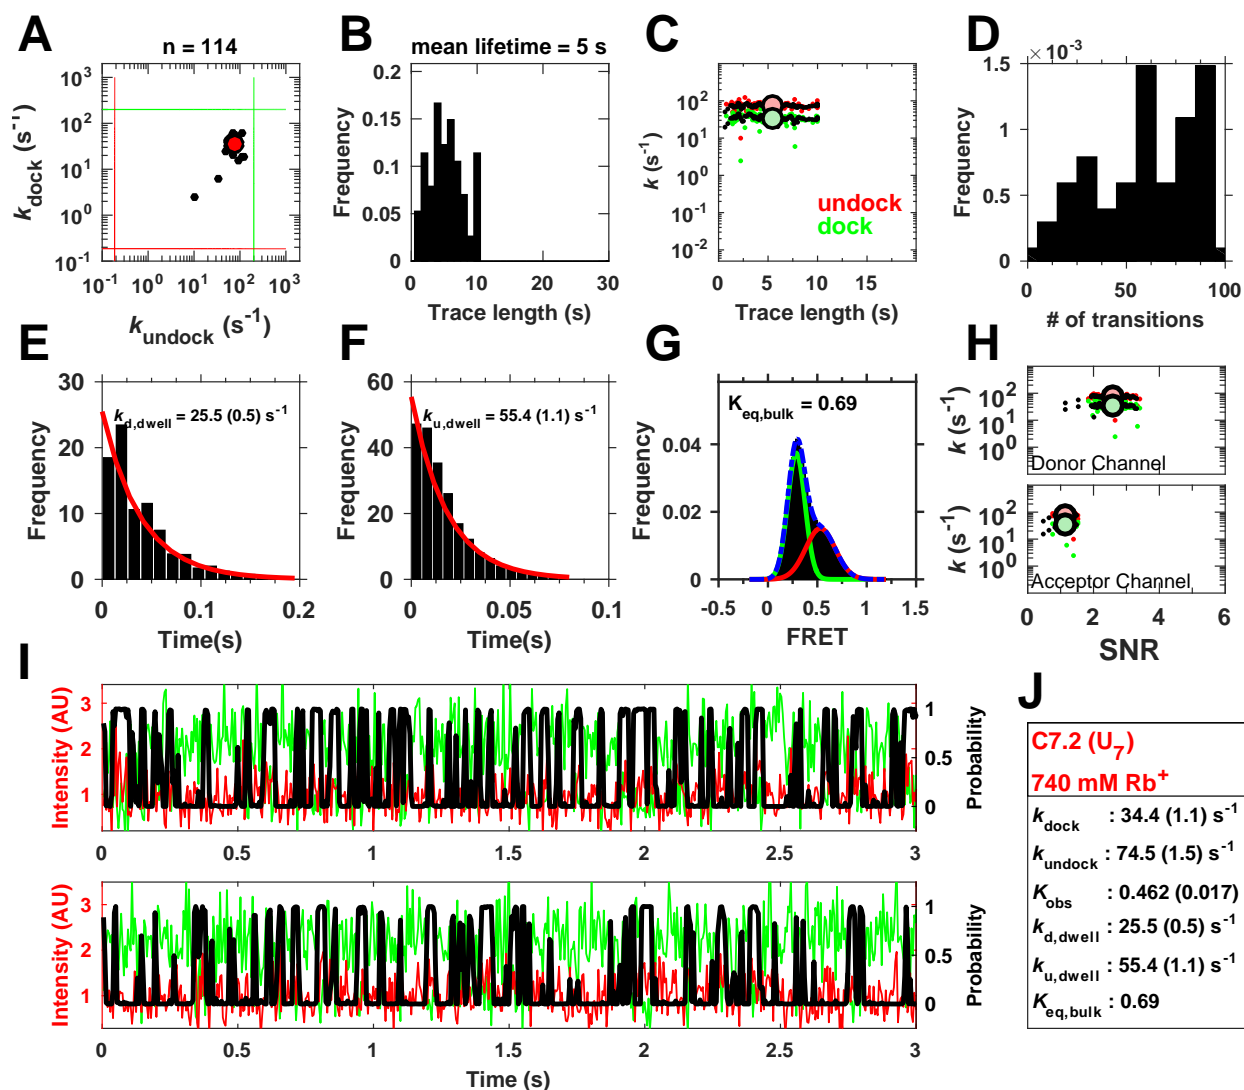 A
n = 114
k_dock (s⁻¹)
10³
10²
10¹
10⁰
10⁻¹
10⁻¹ 10⁰ 10¹ 10² 10³
k_undock (s⁻¹)
B
mean lifetime = 5 s
Frequency
0.2
0.15
0.1
0.05
0
0 10 20 30
Trace length (s)
C
k (s⁻¹)
10²
10¹
10⁰
10⁻¹
10⁻²
undock
dock
0 5 10 15
Trace length (s)
D
× 10⁻³
Frequency
1.5
1
0.5
0
0 50 100
# of transitions
E
Frequency
30
20
10
0
k_d,dwell = 25.5 (0.5) s⁻¹
0 0.1 0.2
Time(s)
F
Frequency
60
40
20
0
k_u,dwell = 55.4 (1.1) s⁻¹
0 0.05 0.1
Time(s)
G
Frequency
0.04
0.02
0
K_eq,bulk = 0.69
-0.5 0 0.5 1 1.5
FRET
H
k (s⁻¹)
10²
10¹
10⁰
Donor Channel
k (s⁻¹)
10²
10¹
10⁰
Acceptor Channel
0 2 4 6
SNR
I
Intensity (AU)
3
2
1
1
0.5
0
Probability
0 0.5 1 1.5 2 2.5 3
Intensity (AU)
3
2
1
1
0.5
0
Probability
0 0.5 1 1.5 2 2.5 3
Time (s)
J
C7.2 (U₇)
740 mM Rb⁺
k_dock : 34.4 (1.1) s⁻¹
k_undock : 74.5 (1.5) s⁻¹
K_obs : 0.462 (0.017)
k_d,dwell : 25.5 (0.5) s⁻¹
k_u,dwell : 55.4 (1.1) s⁻¹
K_eq,bulk : 0.69